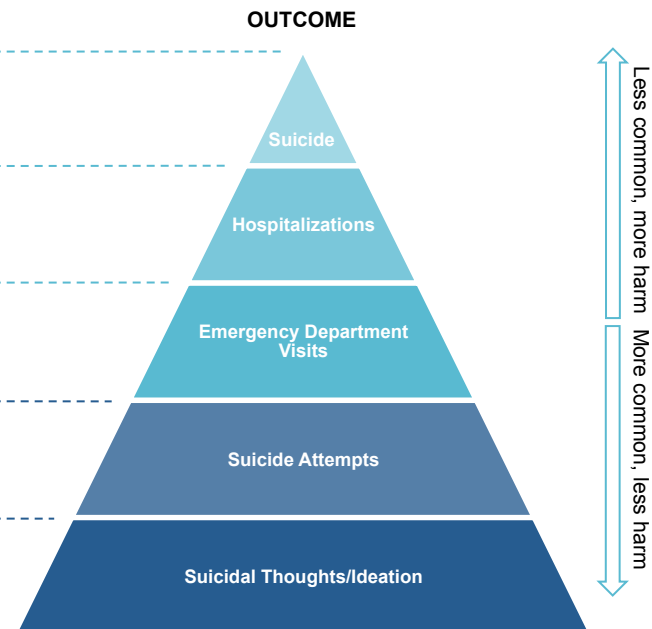 OUTCOME
Suicide
Hospitalizations
Emergency Department
Visits
Suicide Attempts
Suicidal Thoughts/Ideation
Less common, more harm
More common, less harm